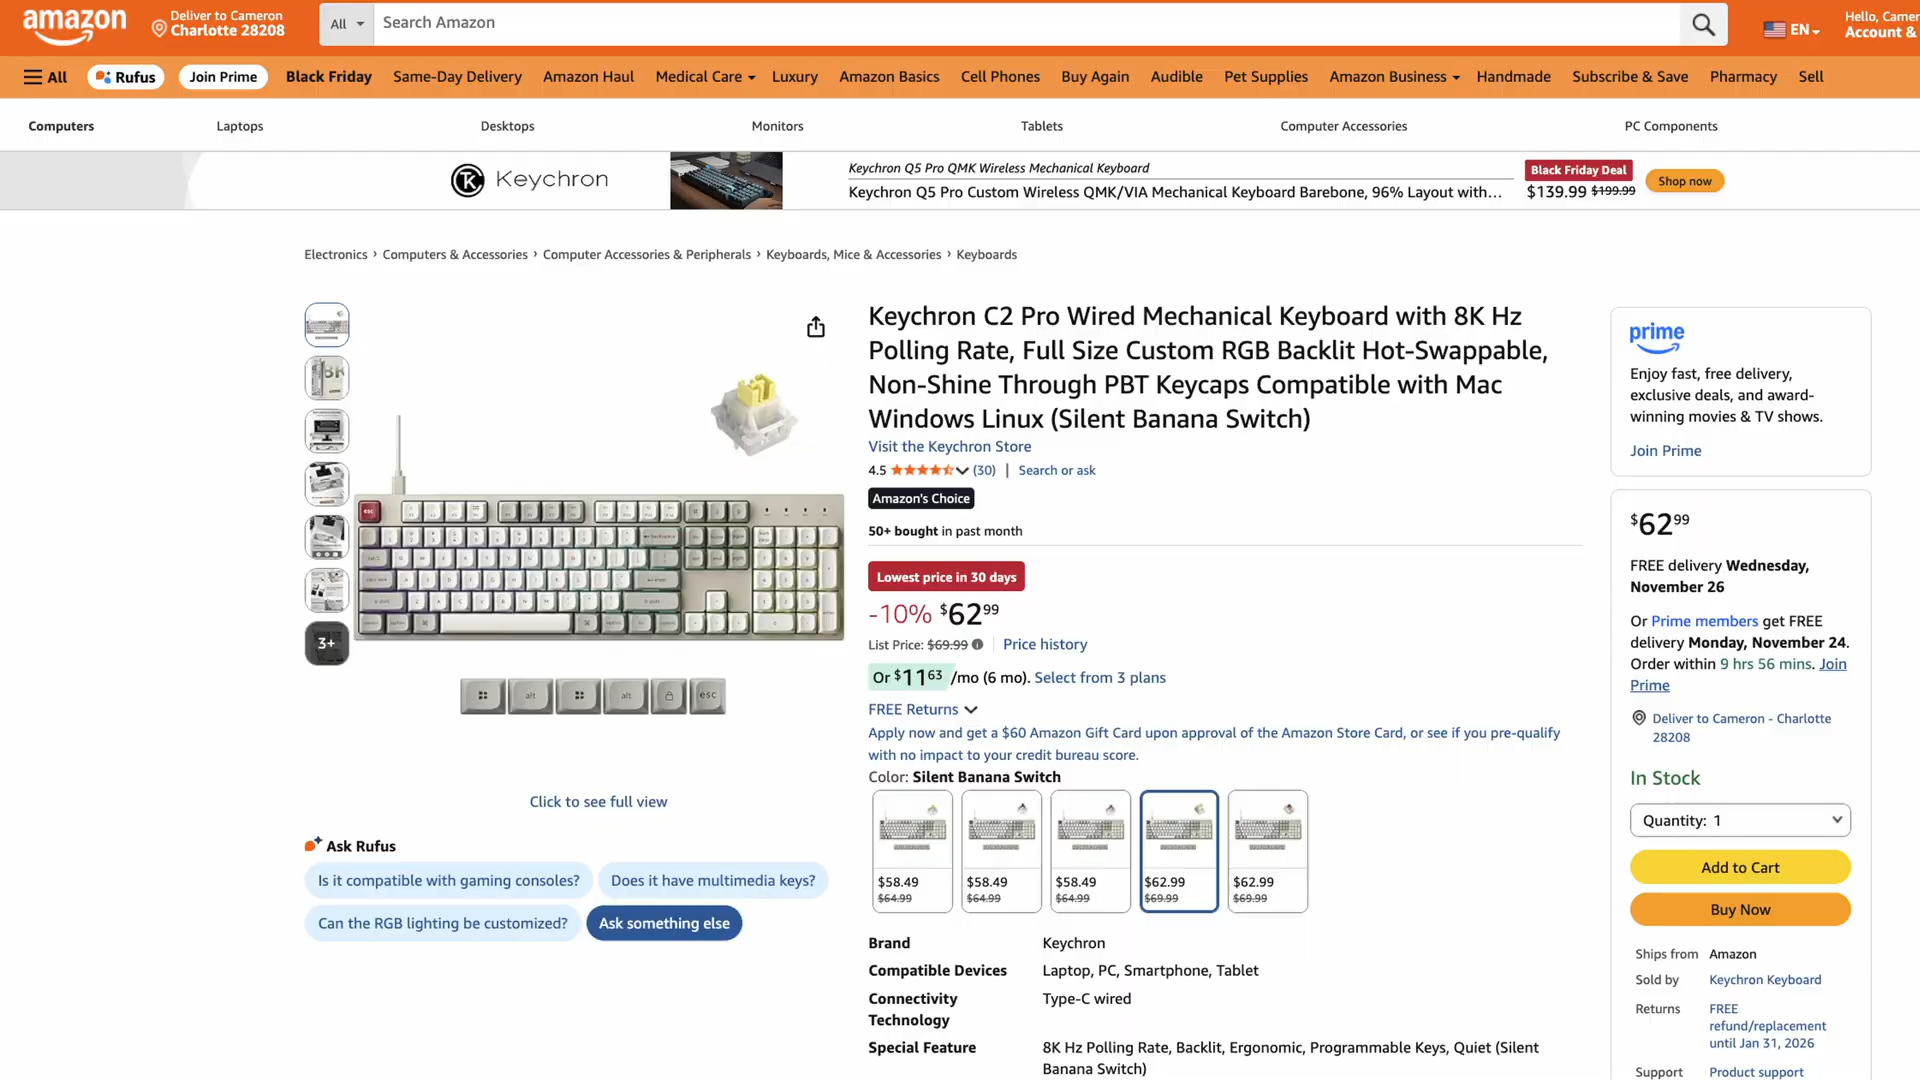 amazon
Deliver to Cameron
Charlotte 28208
All
Search Amazon
EN
Hello, Camer
Account &
All
Rufus
Join Prime
Black Friday
Same-Day Delivery
Amazon Haul
Medical Care
Luxury
Amazon Basics
Cell Phones
Buy Again
Audible
Pet Supplies
Amazon Business
Handmade
Subscribe & Save
Pharmacy
Sell
Computers
Laptops
Desktops
Monitors
Tablets
Computer Accessories
PC Components
Keychron
Keychron Q5 Pro QMK Wireless Mechanical Keyboard
Keychron Q5 Pro Custom Wireless QMK/VIA Mechanical Keyboard Barebone, 96% Layout with...
Black Friday Deal
$139.99 $199.99
Shop now
Electronics › Computers & Accessories › Computer Accessories & Peripherals › Keyboards, Mice & Accessories › Keyboards
3+
esc
alt
alt
esc
Click to see full view
Ask Rufus
Is it compatible with gaming consoles?
Does it have multimedia keys?
Can the RGB lighting be customized?
Ask something else
Keychron C2 Pro Wired Mechanical Keyboard with 8K Hz
Polling Rate, Full Size Custom RGB Backlit Hot-Swappable,
Non-Shine Through PBT Keycaps Compatible with Mac
Windows Linux (Silent Banana Switch)
Visit the Keychron Store
4.5 (30) | Search or ask
Amazon's Choice
50+ bought in past month
Lowest price in 30 days
-10% $62 99
List Price: $69.99 Price history
Or $11 63 /mo (6 mo). Select from 3 plans
FREE Returns
Apply now and get a $60 Amazon Gift Card upon approval of the Amazon Store Card, or see if you pre-qualify
with no impact to your credit bureau score.
Color: Silent Banana Switch
$58.49
$64.99
$58.49
$64.99
$58.49
$64.99
$62.99
$69.99
$62.99
$69.99
Brand Keychron
Compatible Devices Laptop, PC, Smartphone, Tablet
Connectivity Type-C wired
Technology
Special Feature 8K Hz Polling Rate, Backlit, Ergonomic, Programmable Keys, Quiet (Silent
Banana Switch)
prime
Enjoy fast, free delivery,
exclusive deals, and award-
winning movies & TV shows.
Join Prime
$62 99
FREE delivery Wednesday,
November 26
Or Prime members get FREE
delivery Monday, November 24.
Order within 9 hrs 56 mins. Join
Prime
Deliver to Cameron - Charlotte
28208
In Stock
Quantity: 1
Add to Cart
Buy Now
Ships from Amazon
Sold by Keychron Keyboard
Returns FREE
refund/replacement
until Jan 31, 2026
Support Product support